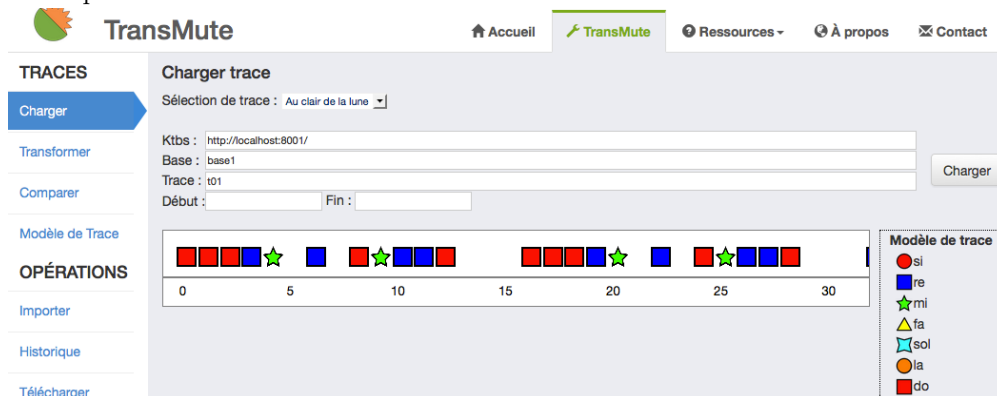 TransMute
Accueil TransMute Ressources À propos Contact
TRACES
Charger
Transformer
Comparer
Modèle de Trace
OPÉRATIONS
Importer
Historique
Télécharger
Charger trace
Sélection de trace : Au clair de la lune
Ktbs : http://localhost:8001/
Base : base1
Trace : t01
Début : Fin :
Charger
0 5 10 15 20 25 30
Modèle de trace
si
re
mi
fa
sol
la
do